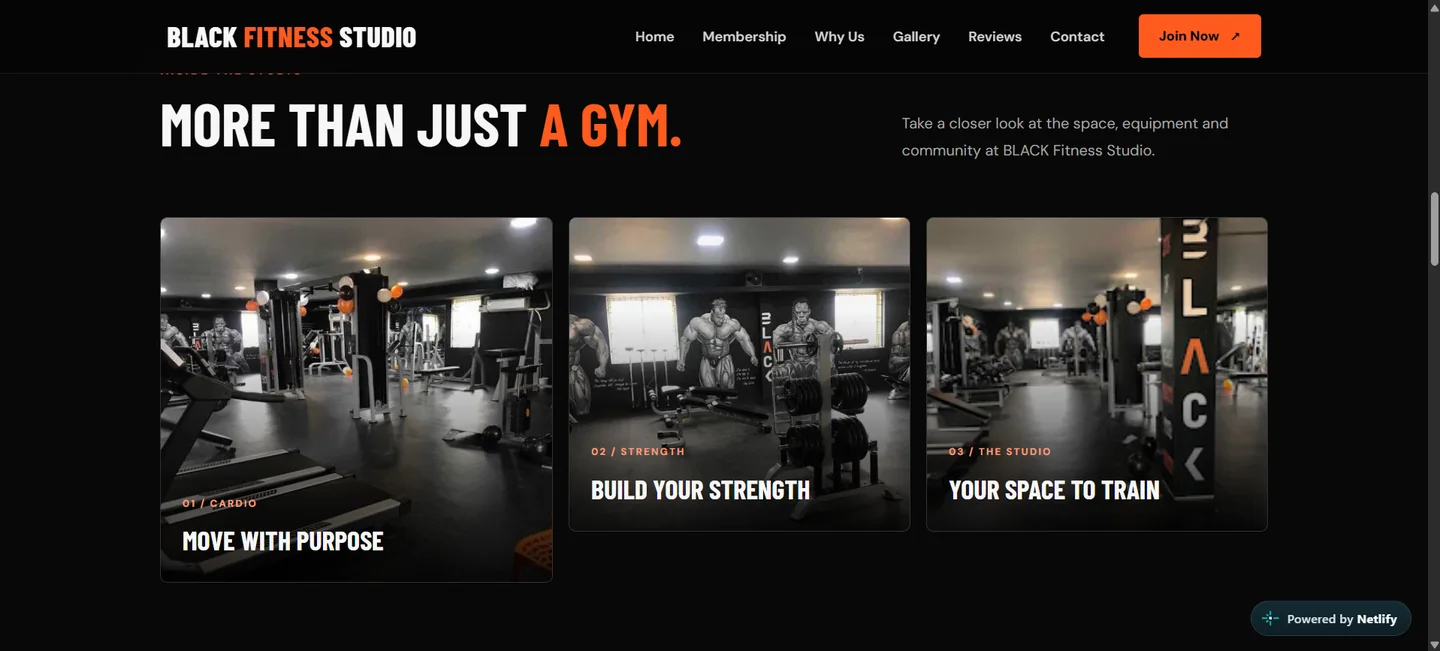 BLACK FITNESS STUDIO
Home Membership Why Us Gallery Reviews Contact Join Now ↗
MORE THAN JUST A GYM.
Take a closer look at the space, equipment and
community at BLACK Fitness Studio.
BLACK
BLACK
01 / CARDIO
MOVE WITH PURPOSE
02 / STRENGTH
BUILD YOUR STRENGTH
03 / THE STUDIO
YOUR SPACE TO TRAIN
Powered by Netlify